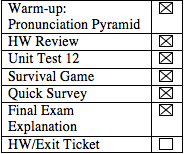 Warm-up: ☒
Pronunciation Pyramid
HW Review ☒
Unit Test 12 ☒
Survival Game ☒
Quick Survey ☒
Final Exam ☒
Explanation
HW/Exit Ticket ☐